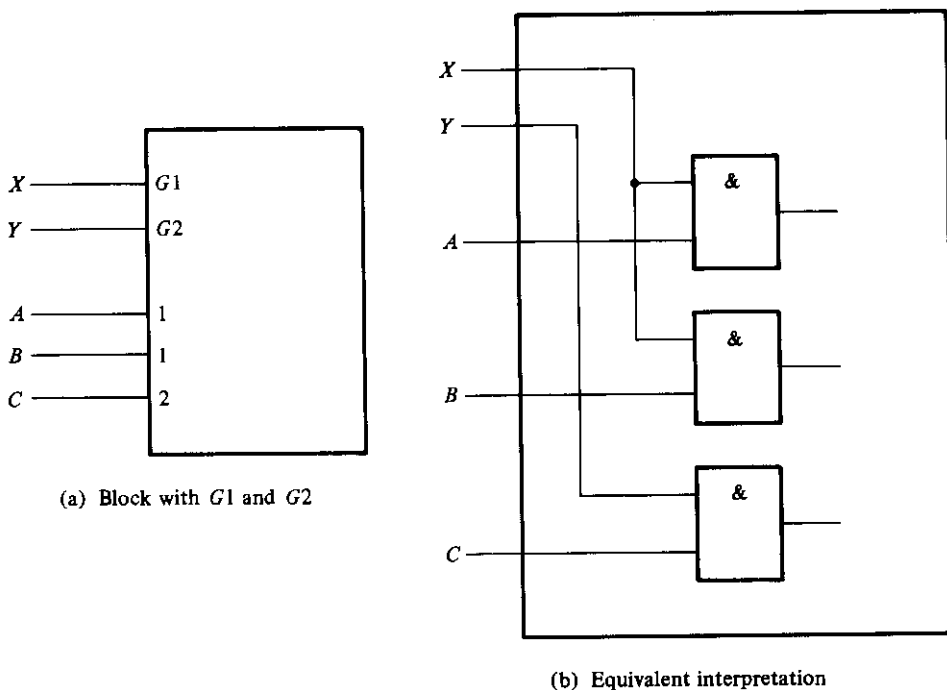 X
G1
Y
G2
A
1
B
1
C
2
(a) Block with G1 and G2
X
Y
&
A
&
B
&
C
(b) Equivalent interpretation